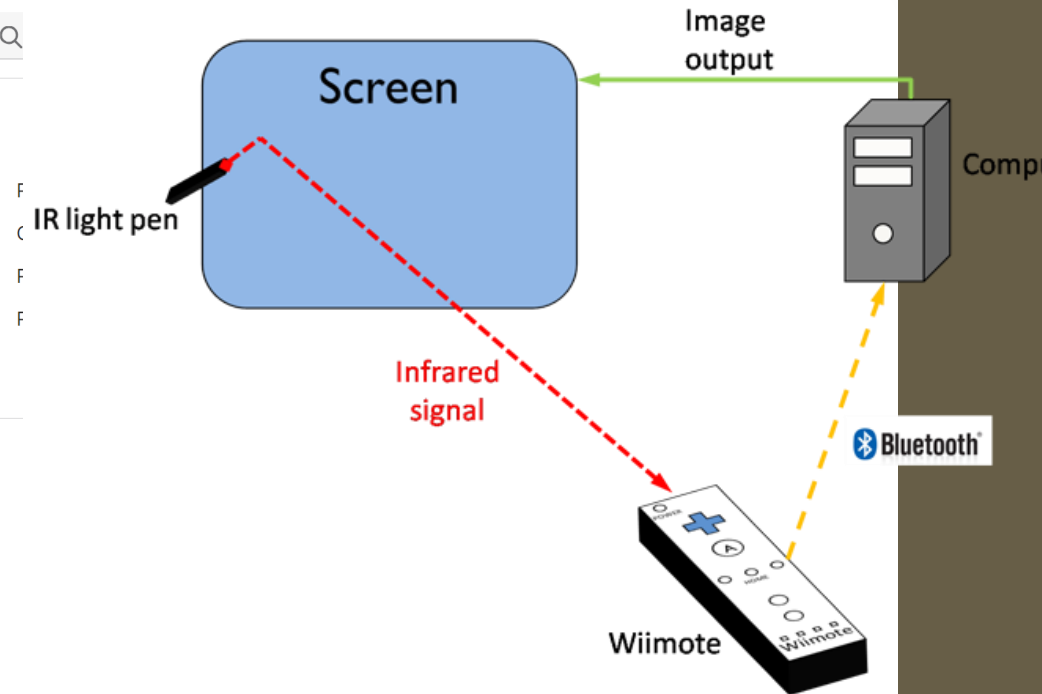 Image
output
Screen
Compu
IR light pen
Infrared
signal
Bluetooth
POWER
A
HOME
Wiimote
Wiimote